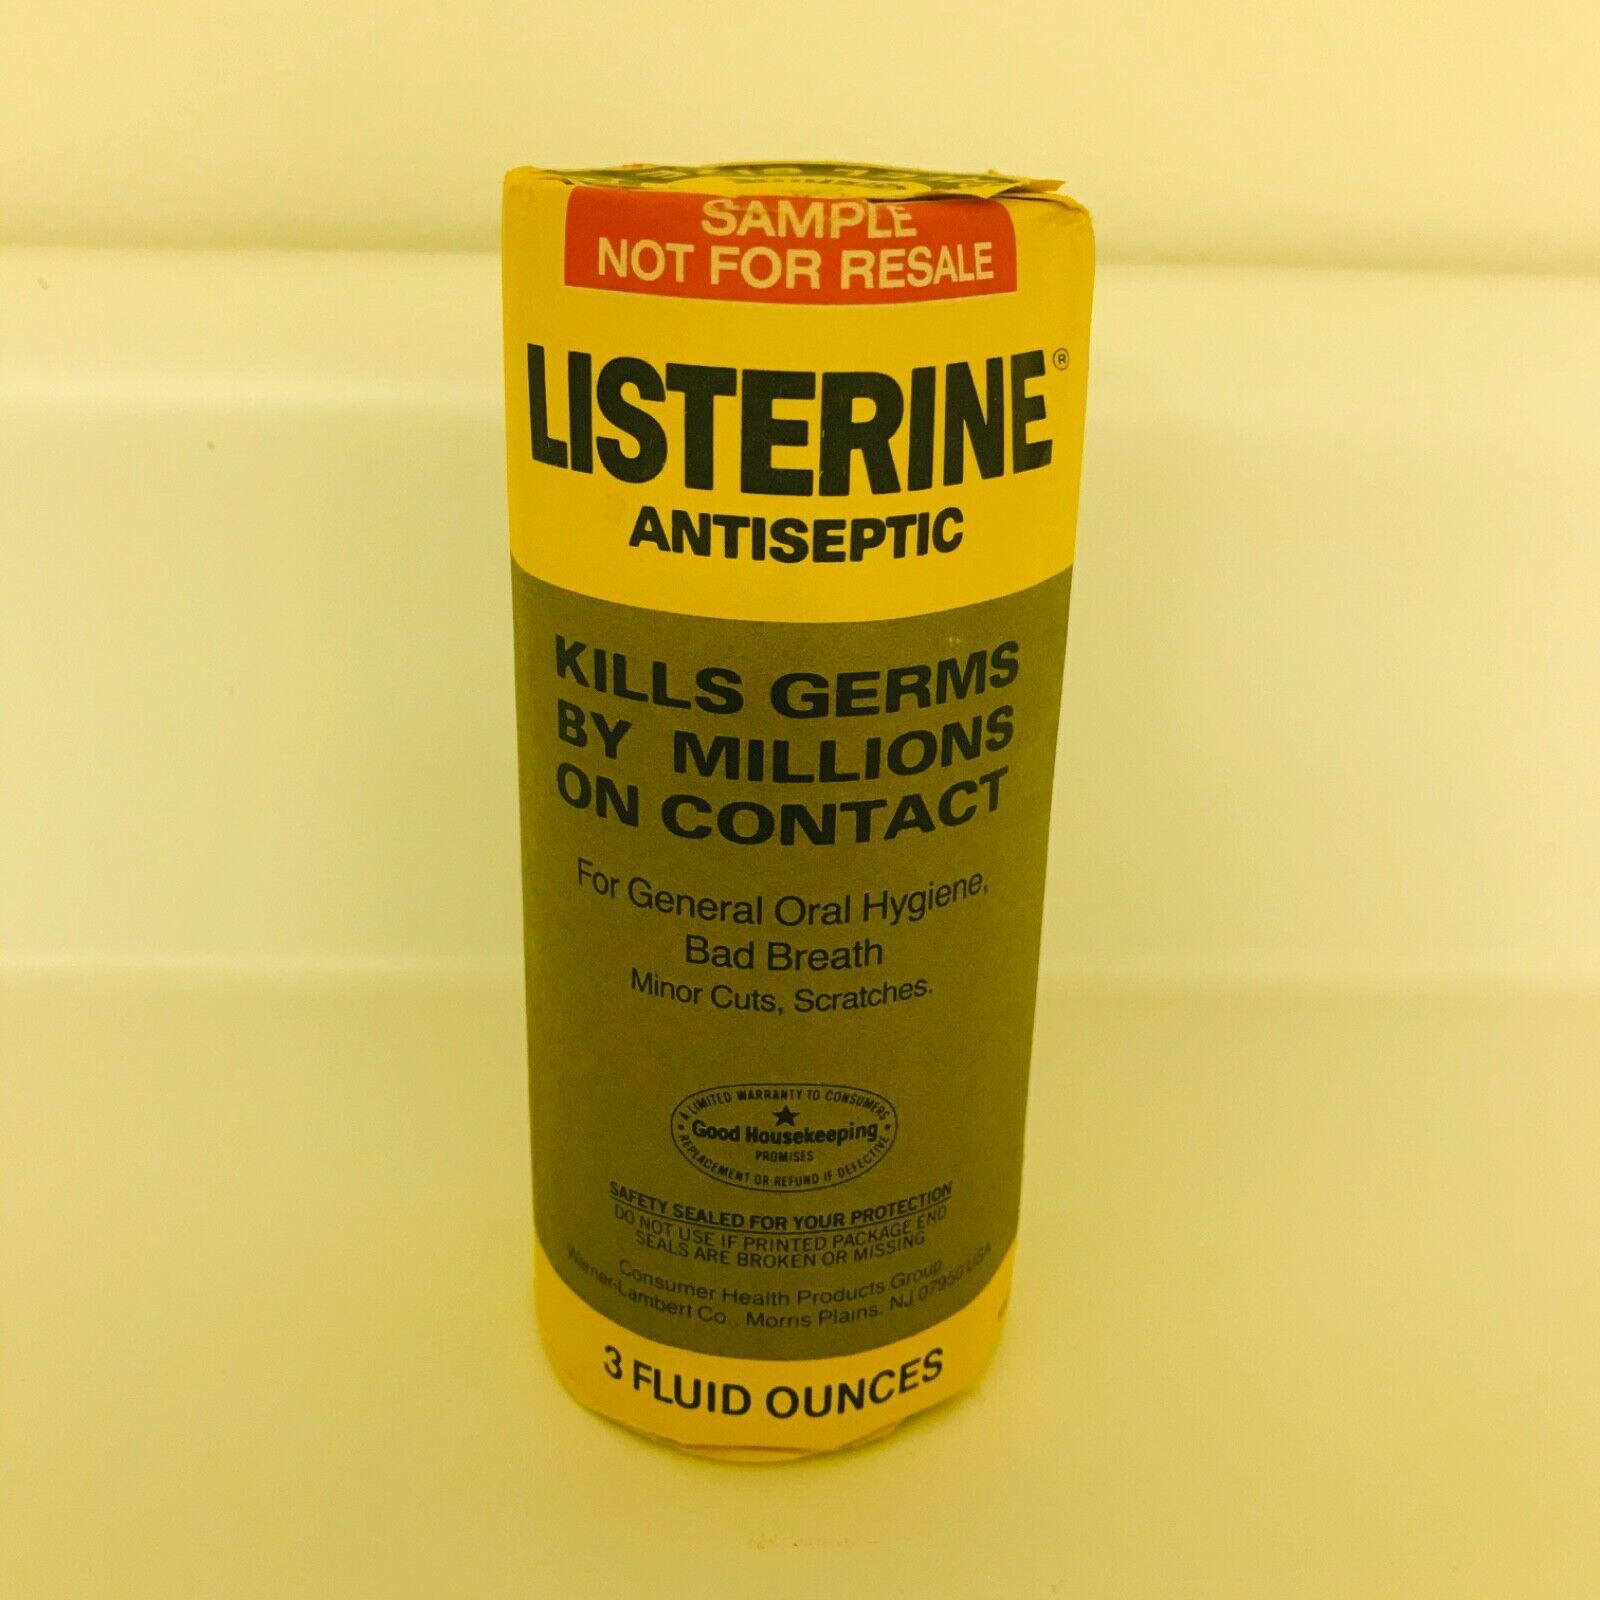 SAMPLE
NOT FOR RESALE
LISTERINE®
ANTISEPTIC
KILLS GERMS
BY MILLIONS
ON CONTACT
For General Oral Hygiene,
Bad Breath
Minor Cuts, Scratches.
A LIMITED WARRANTY TO CONSUMERS
★
Good Housekeeping
PROMISES
• REPLACEMENT OR REFUND IF DEFECTIVE •
SAFETY SEALED FOR YOUR PROTECTION
DO NOT USE IF PRINTED PACKAGE END
SEALS ARE BROKEN OR MISSING
Consumer Health Products Group
Warner-Lambert Co., Morris Plains, NJ 07950 USA
3 FLUID OUNCES